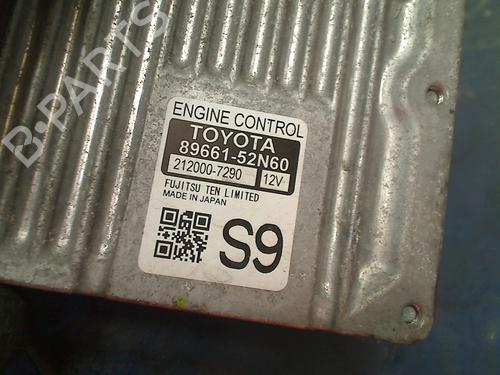 B-PARTS
ENGINE CONTROL
TOYOTA
89661-52N60
212000-7290 12V
FUJITSU TEN LIMITED
MADE IN JAPAN
S9